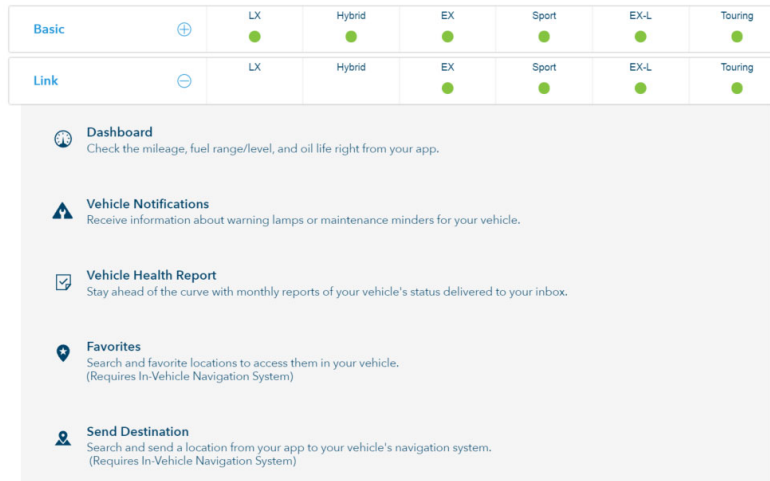 LX Hybrid EX Sport EX-L Touring
Basic
LX Hybrid EX Sport EX-L Touring
Link
Dashboard
Check the mileage, fuel range/level, and oil life right from your app.
Vehicle Notifications
Receive information about warning lamps or maintenance minders for your vehicle.
Vehicle Health Report
Stay ahead of the curve with monthly reports of your vehicle's status delivered to your inbox.
Favorites
Search and favorite locations to access them in your vehicle.
(Requires In-Vehicle Navigation System)
Send Destination
Search and send a location from your app to your vehicle's navigation system.
(Requires In-Vehicle Navigation System)